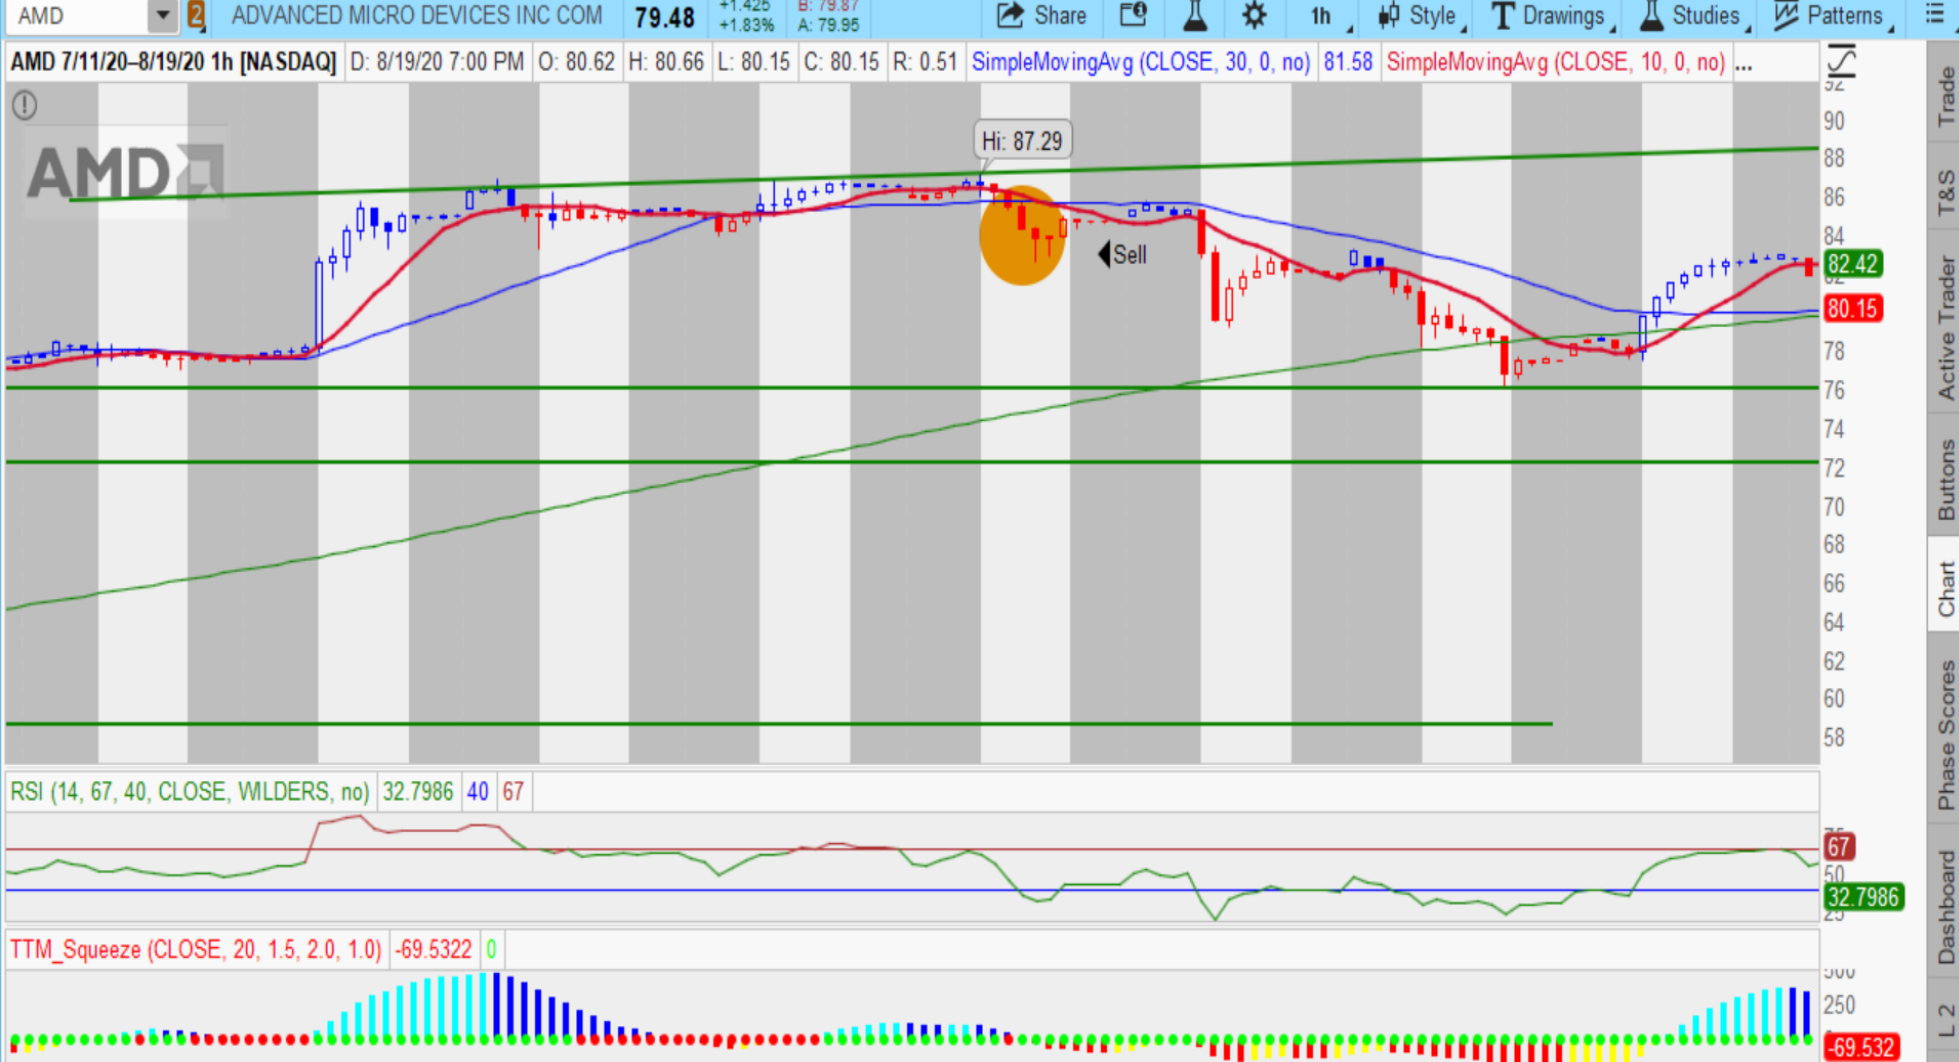 AMD 2 ADVANCED MICRO DEVICES INC COM 79.48 +1.425 +1.83% B: 79.87 A: 79.95 Share 1h Style Drawings Studies Patterns
AMD 7/11/20–8/19/20 1h [NASDAQ] D: 8/19/20 7:00 PM O: 80.62 H: 80.66 L: 80.15 C: 80.15 R: 0.51 SimpleMovingAvg (CLOSE, 30, 0, no) 81.58 SimpleMovingAvg (CLOSE, 10, 0, no) ...
AMD
Hi: 87.29
Sell
92
90
88
86
84
82.42
82
80.15
78
76
74
72
70
68
66
64
62
60
58
RSI (14, 67, 40, CLOSE, WILDERS, no) 32.7986 40 67
75
67
50
32.7986
25
TTM_Squeeze (CLOSE, 20, 1.5, 2.0, 1.0) -69.5322 0
500
250
-69.532
Trade
T&S
Active Trader
Buttons
Chart
Phase Scores
Dashboard
L 2